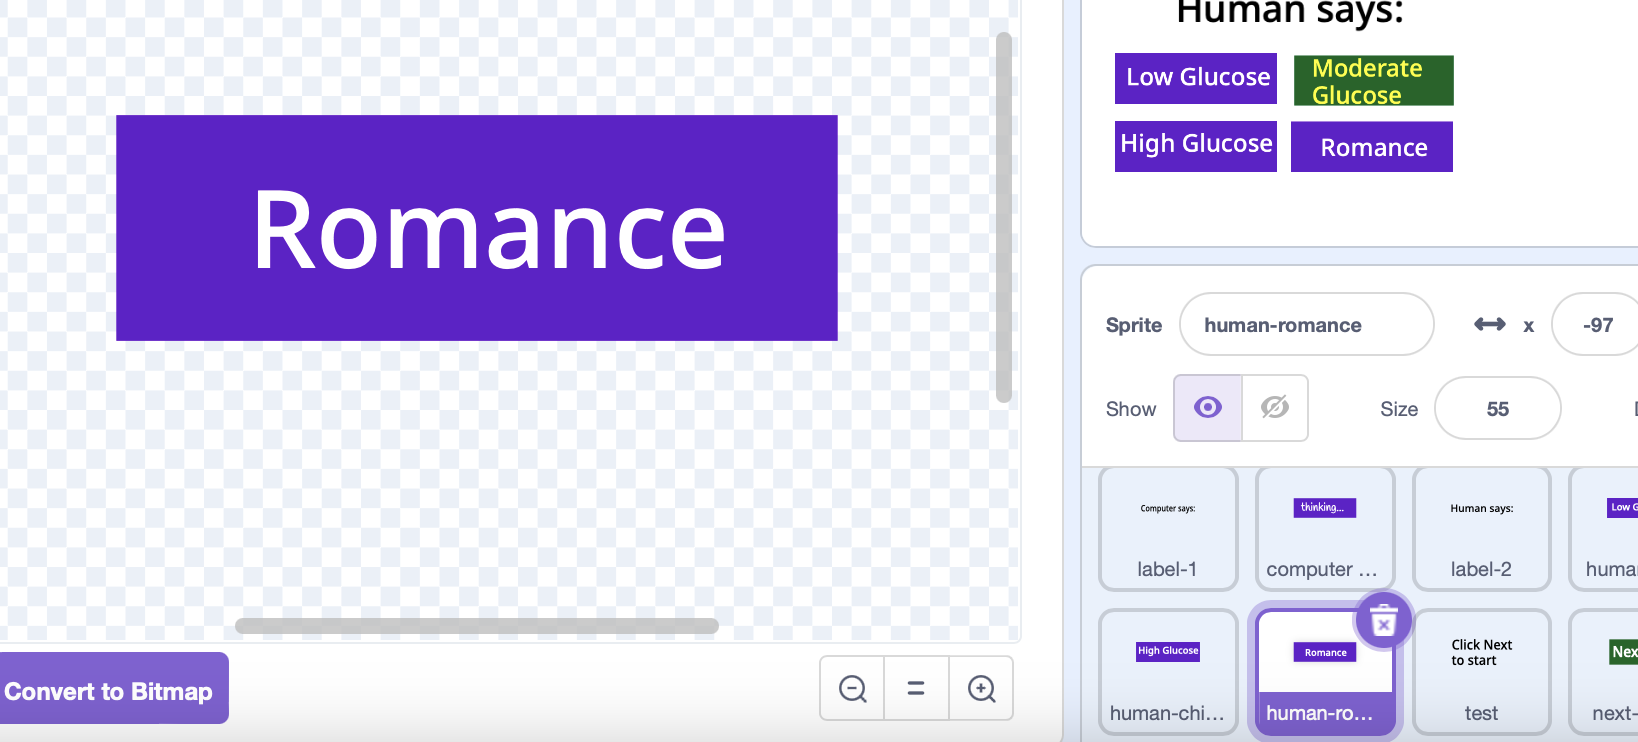 Romance
Convert to Bitmap
=
Human says:
Low Glucose
Moderate
Glucose
High Glucose
Romance
Sprite
human-romance
x
-97
Show
Size
55
Computer says:
label-1
thinking...
computer ...
Human says:
label-2
Low G
huma
High Glucose
human-chi...
Romance
human-ro...
Click Next
to start
test
Nex
next-